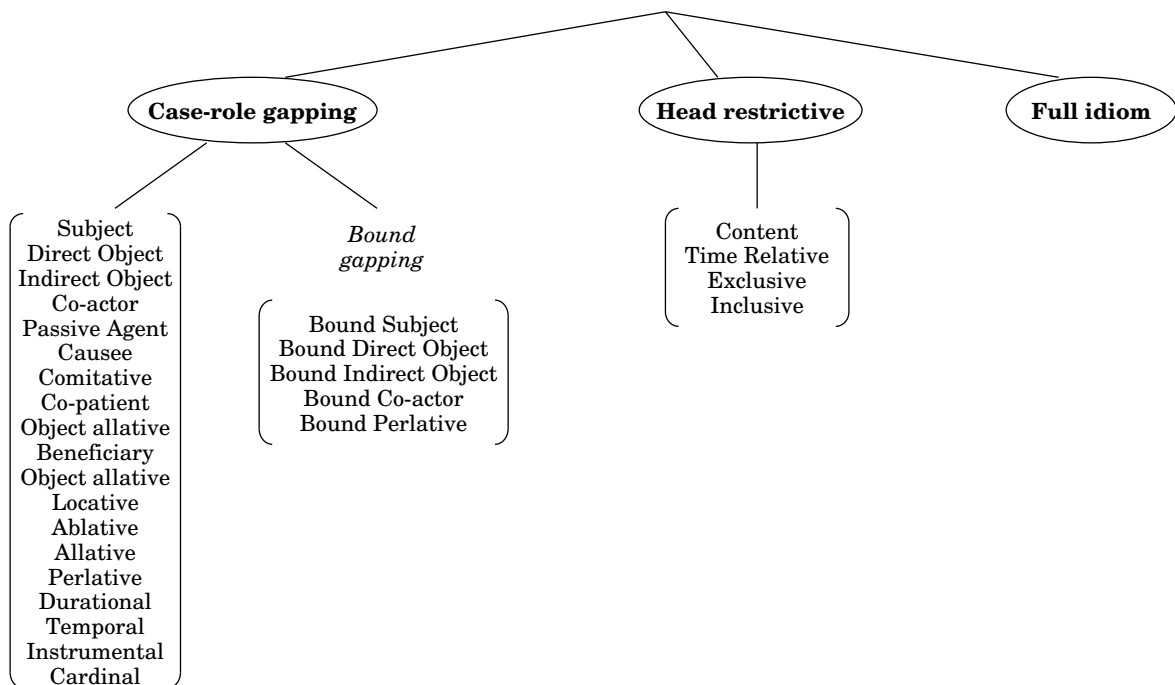 Case-role gapping
Head restrictive
Full idiom
Subject
Direct Object
Indirect Object
Co-actor
Passive Agent
Causee
Comitative
Co-patient
Object allative
Beneficiary
Object allative
Locative
Ablative
Allative
Perlative
Durational
Temporal
Instrumental
Cardinal
Bound
gapping
Bound Subject
Bound Direct Object
Bound Indirect Object
Bound Co-actor
Bound Perlative
Content
Time Relative
Exclusive
Inclusive